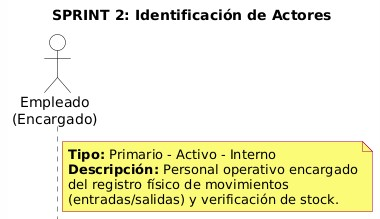 SPRINT 2: Identificación de Actores
Empleado
(Encargado)
Tipo: Primario - Activo - Interno
Descripción: Personal operativo encargado
del registro físico de movimientos
(entradas/salidas) y verificación de stock.